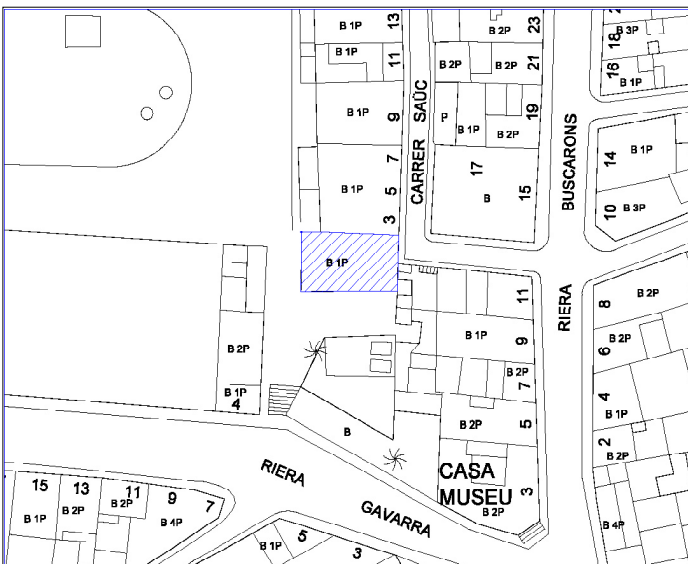 B 1P
13
B 2P
23
2
B 3P
18
B 1P
11
B 2P
B 2P
21
16
B 1P
B 1P
9
CARRER SAÜC
P
B 1P
B 2P
19
BUSCARONS
14
B 1P
7
B 1P
5
3
17
B
15
10
B 3P
B 1P
11
RIERA
8
B 2P
B 2P
B 1P
9
B 2P
6
B 2P
7
B 1P
4
4
B 1P
B
B 2P
5
2
B 2P
RIERA
CASA
MUSEU
3
15
13
11
9
7
B 1P
B 2P
B 2P
B 4P
GAVARRA
B 2P
B 4P
B 1P
5
3